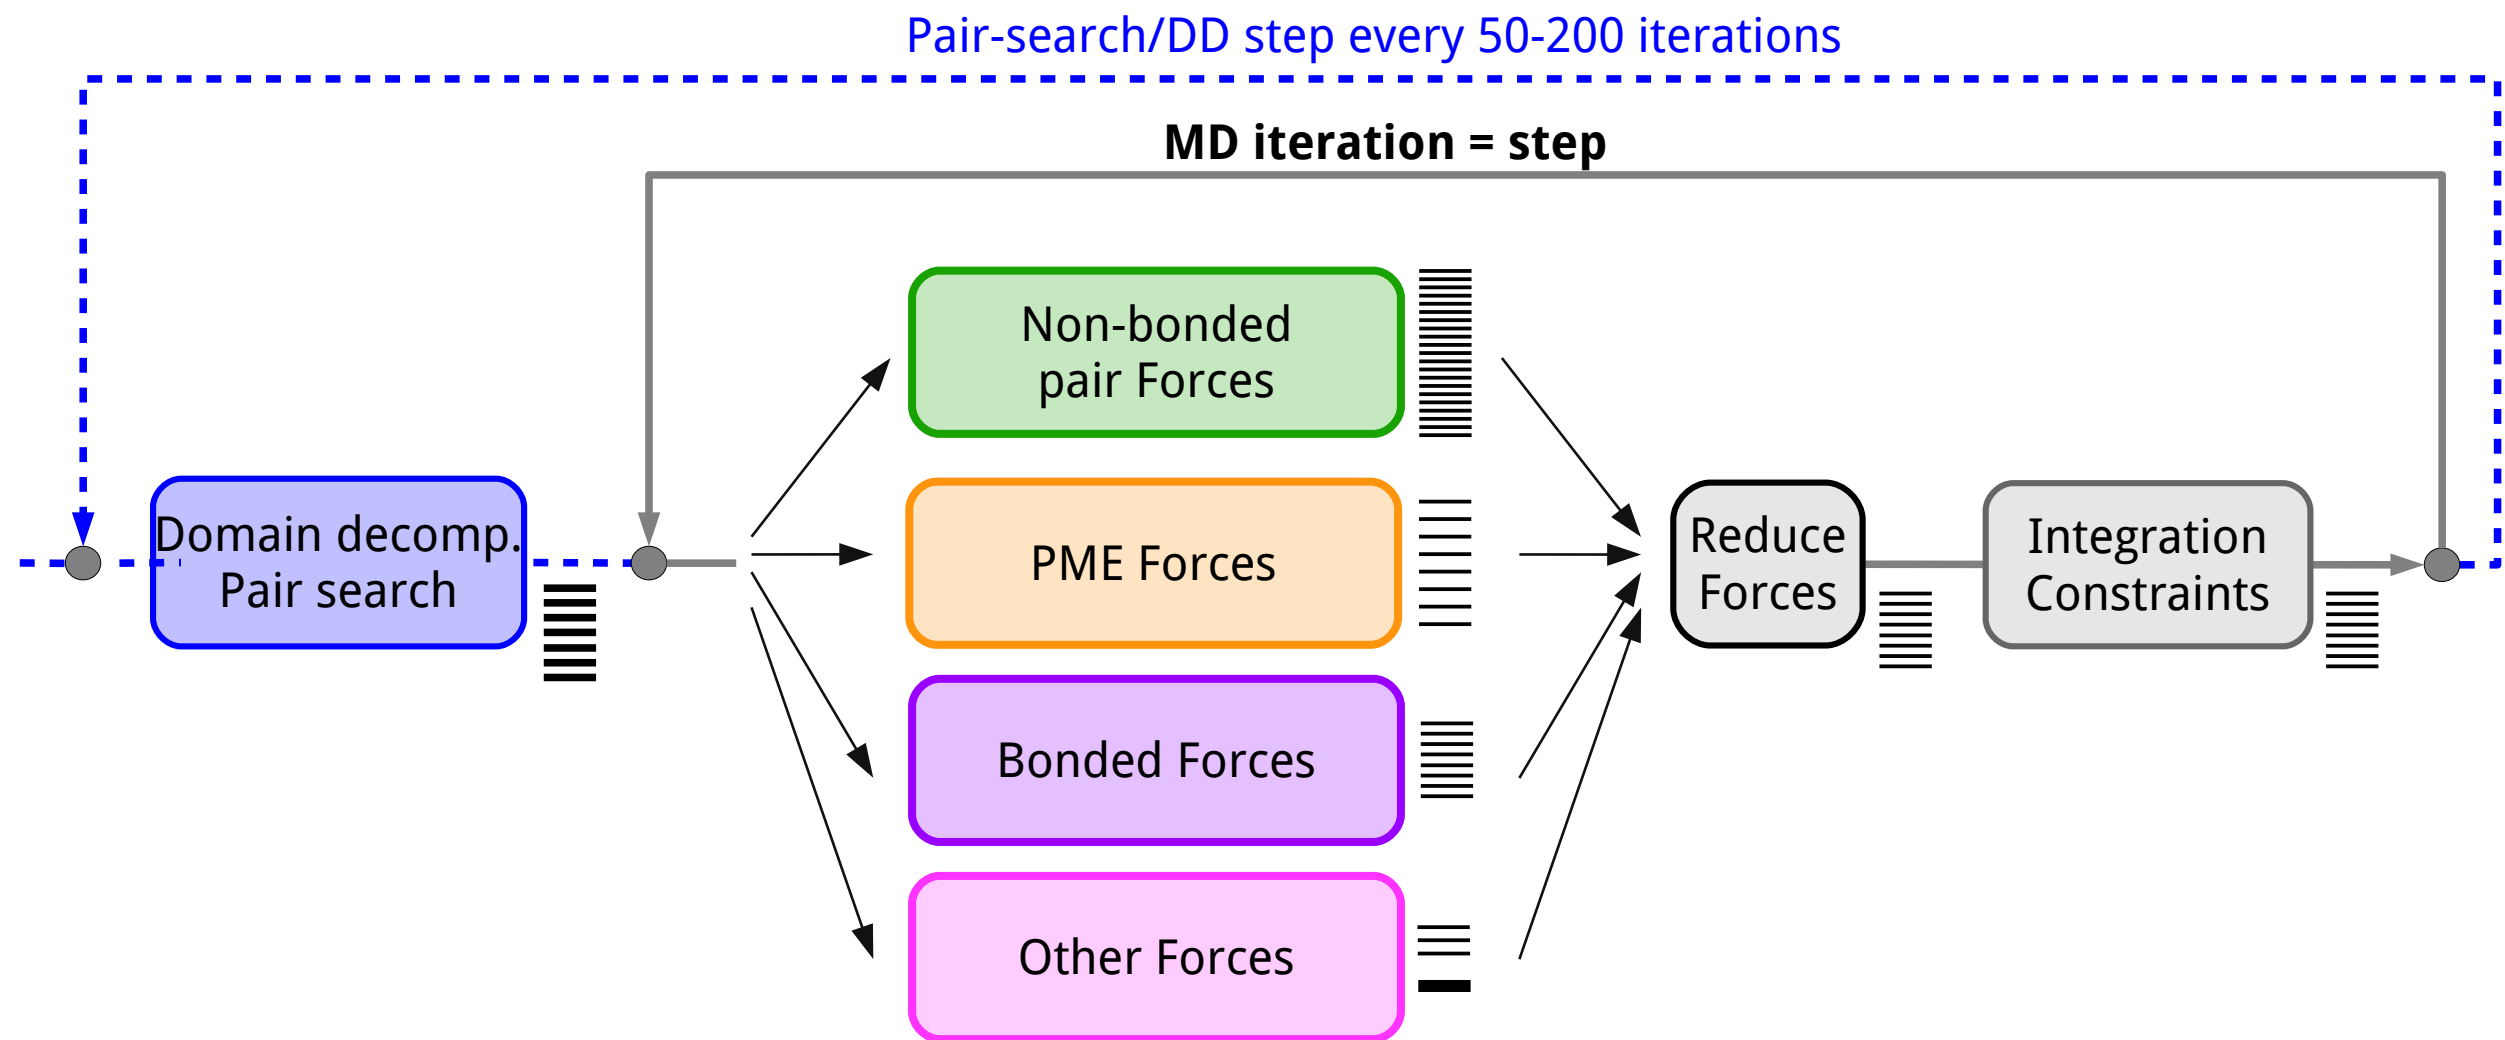 Pair-search/DD step every 50-200 iterations
MD iteration = step
Non-bonded
pair Forces
Domain decomp.
Pair search
PME Forces
Reduce
Forces
Integration
Constraints
Bonded Forces
Other Forces